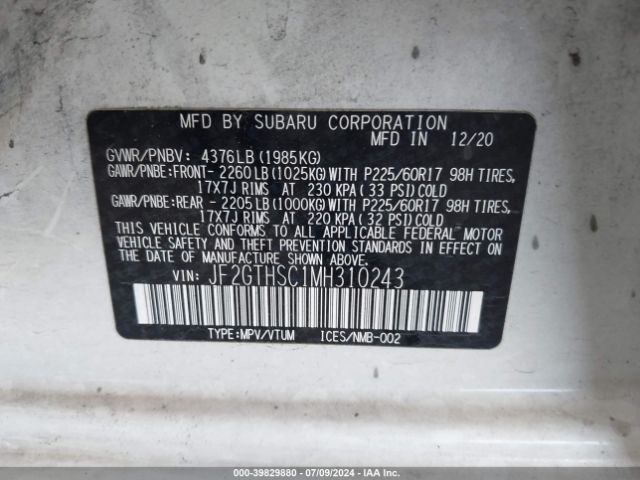 MFD BY SUBARU CORPORATION
MFD IN 12/20
GVWR/PNBV: 4376LB(1985KG)
GAWR/PNBE:FRONT- 2260LB(1025KG)WITH P225/60R17 98H TIRES,
17X7J RIMS AT 230 KPA(33 PSI)COLD
GAWR/PNBE:REAR - 2205LB(1000KG)WITH P225/60R17 98H TIRES,
17X7J RIMS AT 220 KPA(32 PSI)COLD
THIS VEHICLE CONFORMS TO ALL APPLICABLE FEDERAL MOTOR
VEHICLE SAFETY AND THEFT PREVENTION STANDARDS IN EFFECT ON
THE DATE OF MANUFACTURE SHOWN ABOVE.
VIN: JF2GTHSC1MH310243
TYPE:MPV/VTUM ICES/NMB-002
000-39829880 - 07/09/2024 - IAA Inc.